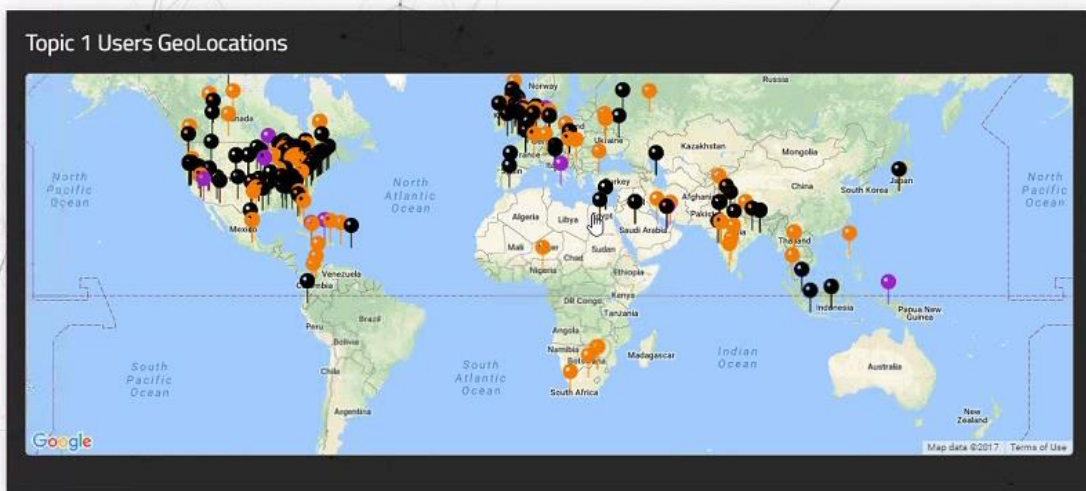 Topic 1 Users GeoLocations
Norway
Russia
Ukraine
Kazakhstan
Mongolia
North
Pacific
Ocean
North
Atlantic
Ocean
China
South Korea
Japan
North
Pacific
Ocean
Algeria
Libya
Egypt
Saudi Arabia
Mexico
Mali
Chad
Sudan
Thailand
Nigeria
Ethiopia
Venezuela
Colombia
DR Congo
Kenya
Indonesia
Papua New
Guinea
Tanzania
Peru
Brazil
Angola
Bolivia
Namibia
Botswana
Madagascar
Indian
Ocean
South
Pacific
Ocean
South
Atlantic
Ocean
Chile
Australia
South Africa
Argentina
New
Zealand
Google
Map data ©2017
Terms of Use